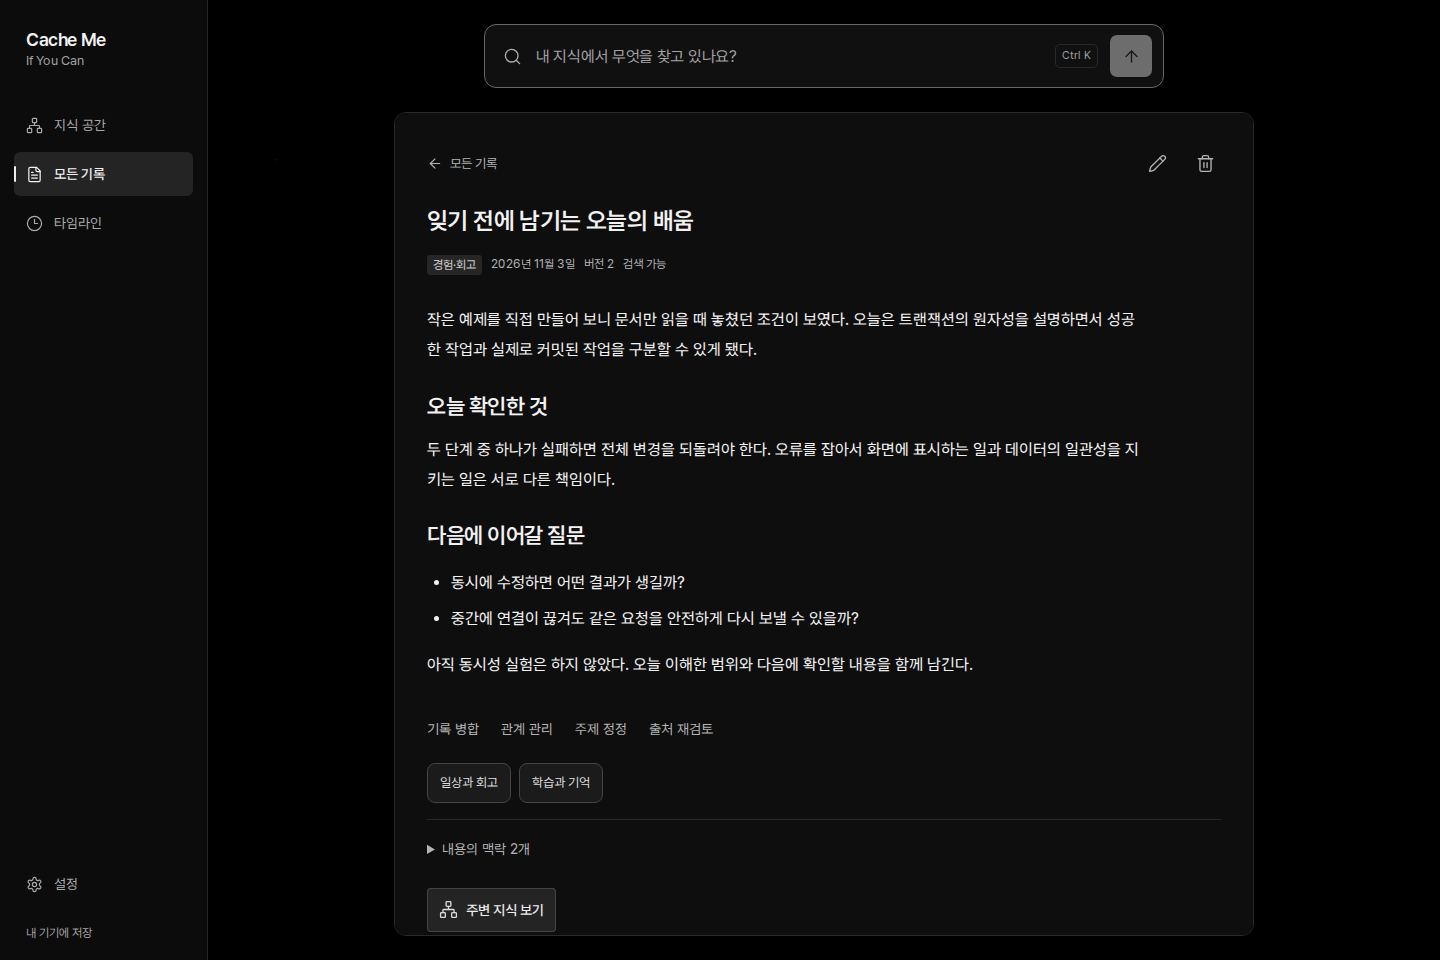 Cache Me
If You Can
지식 공간
모든 기록
타임라인
설정
내 기기에 저장
내 지식에서 무엇을 찾고 있나요?
Ctrl K
모든 기록
잊기 전에 남기는 오늘의 배움
경험·회고 2026년 11월 3일 버전 2 검색 가능
작은 예제를 직접 만들어 보니 문서만 읽을 때 놓쳤던 조건이 보였다. 오늘은 트랜잭션의 원자성을 설명하면서 성공
한 작업과 실제로 커밋된 작업을 구분할 수 있게 됐다.
오늘 확인한 것
두 단계 중 하나가 실패하면 전체 변경을 되돌려야 한다. 오류를 잡아서 화면에 표시하는 일과 데이터의 일관성을 지
키는 일은 서로 다른 책임이다.
다음에 이어갈 질문
• 동시에 수정하면 어떤 결과가 생길까?
• 중간에 연결이 끊겨도 같은 요청을 안전하게 다시 보낼 수 있을까?
아직 동시성 실험은 하지 않았다. 오늘 이해한 범위와 다음에 확인할 내용을 함께 남긴다.
기록 병합 관계 관리 주제 정정 출처 재검토
일상과 회고 학습과 기억
내용의 맥락 2개
주변 지식 보기